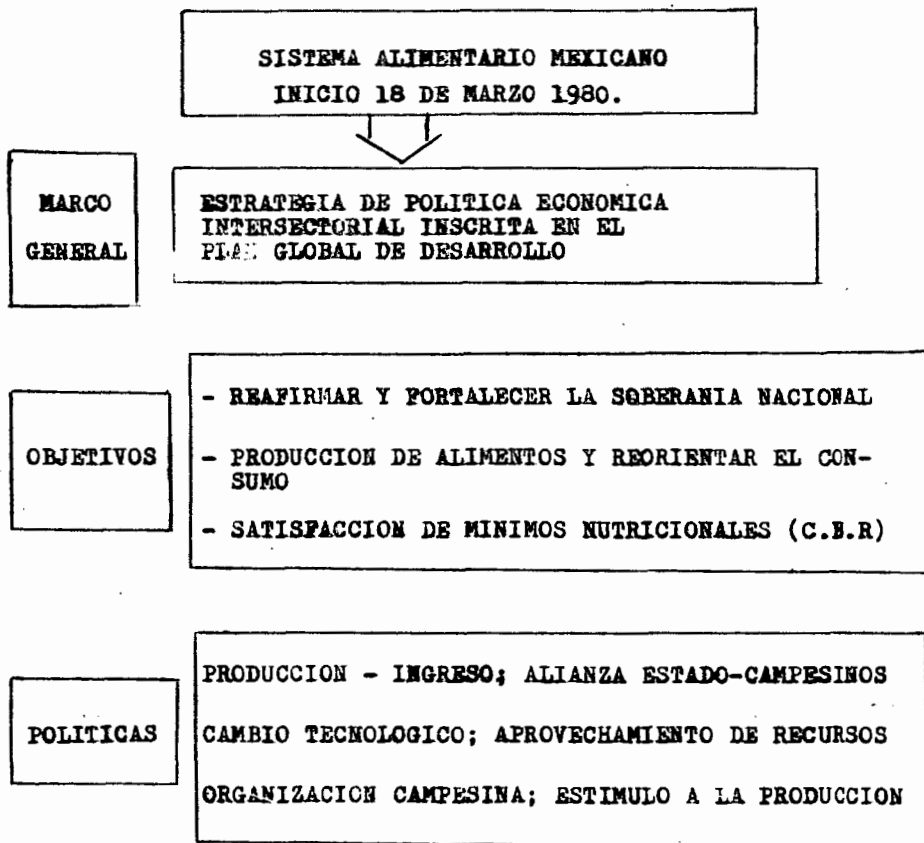 SISTEMA ALIMENTARIO MEXICANO
INICIO 18 DE MARZO 1980.
MARCO
GENERAL
ESTRATEGIA DE POLITICA ECONOMICA
INTERSECTORIAL INSCRITA EN EL
PLAN GLOBAL DE DESARROLLO
OBJETIVOS
- REAFIRMAR Y FORTALECER LA SOBERANIA NACIONAL
- PRODUCCION DE ALIMENTOS Y REORIENTAR EL CON-
SUMO
- SATISFACCION DE MINIMOS NUTRICIONALES (C.B.R)
POLITICAS
PRODUCCION - INGRESO; ALIANZA ESTADO-CAMPESINOS
CAMBIO TECNOLOGICO; APROVECHAMIENTO DE RECURSOS
ORGANIZACION CAMPESINA; ESTIMULO A LA PRODUCCION